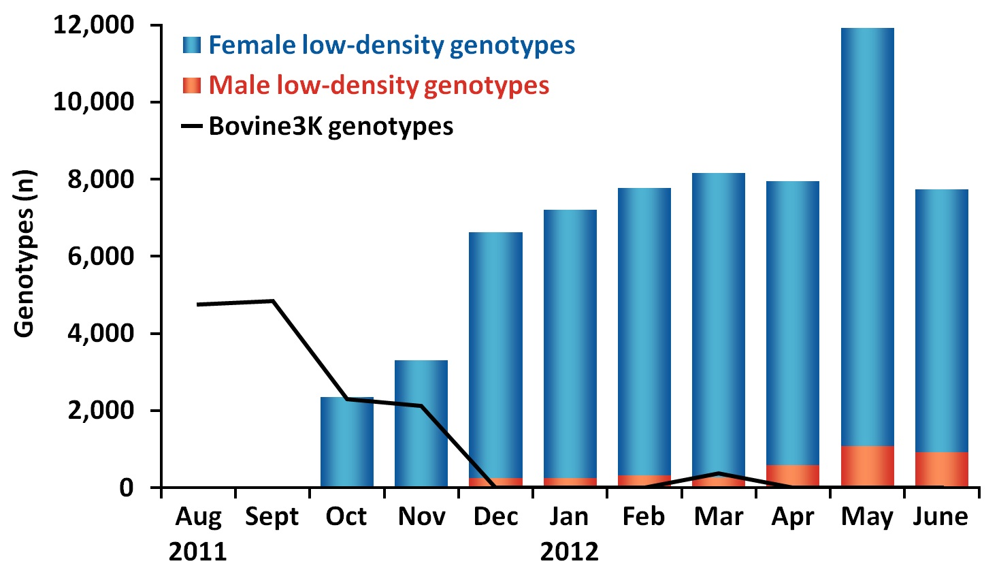 12,000
10,000
8,000
6,000
4,000
2,000
0
Genotypes (n)
Female low-density genotypes
Male low-density genotypes
Bovine3K genotypes
Aug Sept Oct Nov Dec Jan Feb Mar Apr May June
2011 2012